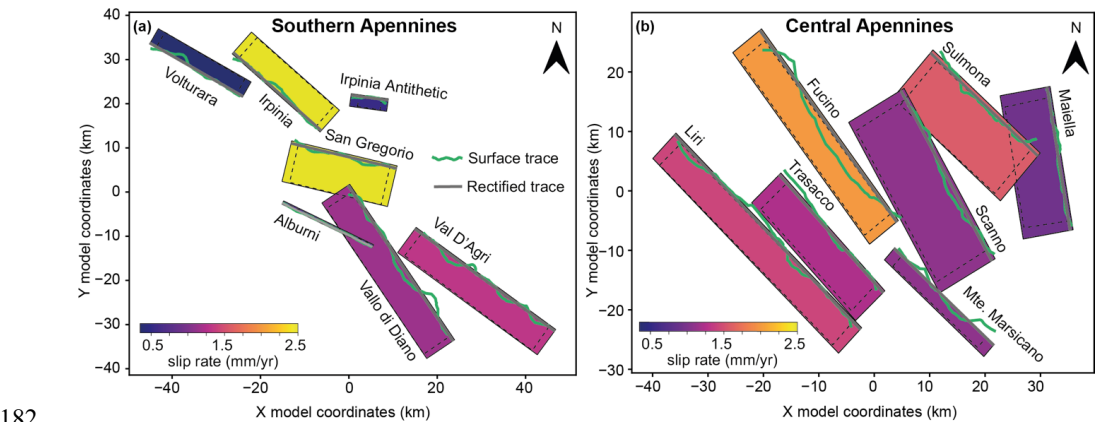 (a) Southern Apennines N
40
30
20
10
0
−10
−20
−30
−40
Y model coordinates (km)
Volturara
Irpinia
Irpinia Antithetic
San Gregorio
Surface trace
Rectified trace
Alburni
Val D'Agri
Vallo di Diano
0.5 1.5 2.5
slip rate (mm/yr)
−40 −20 0 20 40
X model coordinates (km)
(b) Central Apennines N
20
10
0
−10
−20
−30
Y model coordinates (km)
Fucino
Sulmona
Maiella
Liri
Trasacco
Scanno
Mte. Marsicano
0.5 1.5 2.5
slip rate (mm/yr)
−40 −30 −20 −10 0 10 20 30
X model coordinates (km)
182